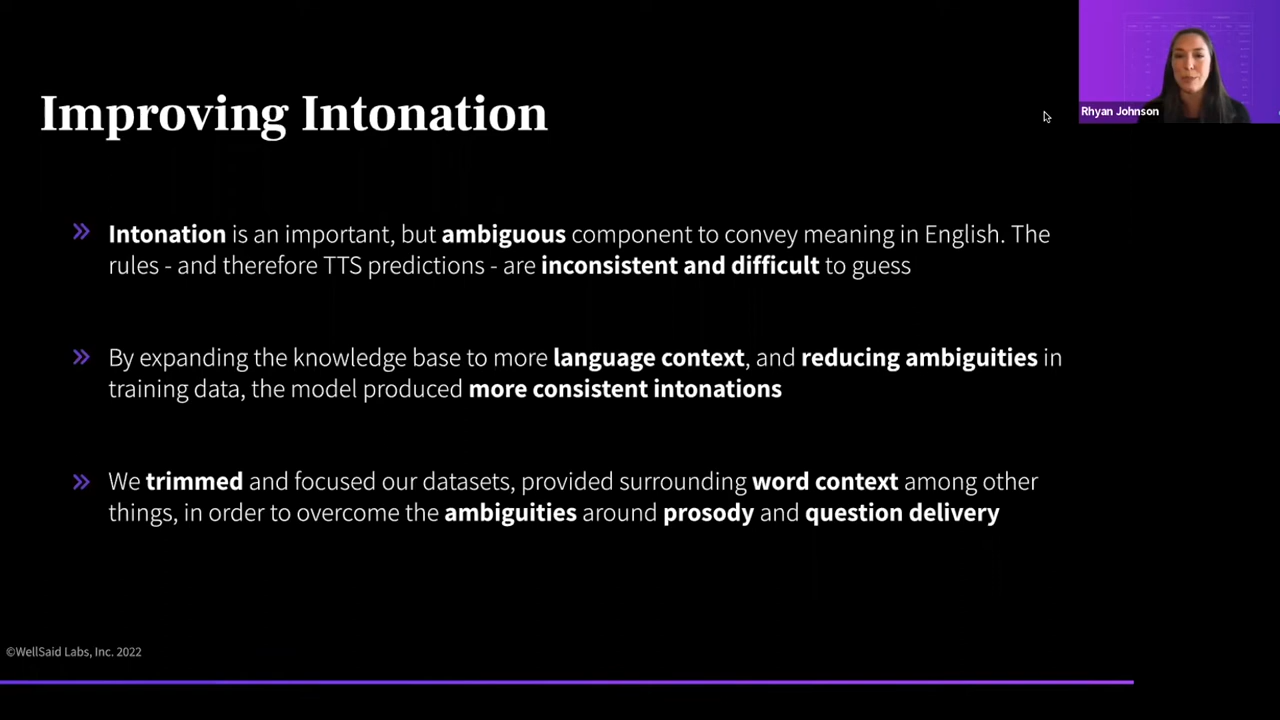 Improving Intonation
Rhyan Johnson
Intonation is an important, but ambiguous component to convey meaning in English. The
rules - and therefore TTS predictions - are inconsistent and difficult to guess
By expanding the knowledge base to more language context, and reducing ambiguities in
training data, the model produced more consistent intonations
We trimmed and focused our datasets, provided surrounding word context among other
things, in order to overcome the ambiguities around prosody and question delivery
©WellSaid Labs, Inc. 2022